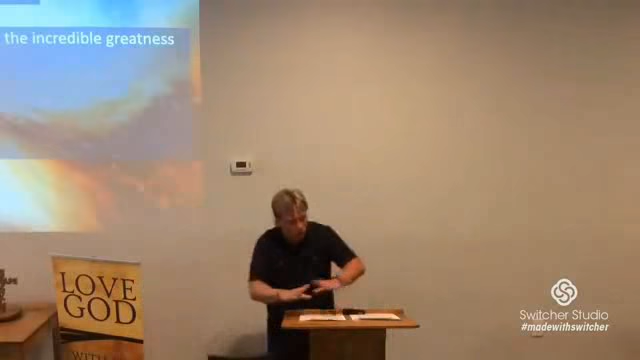 the incredible greatness
LOVE
GOD
Switcher Studio
#madewithswitcher